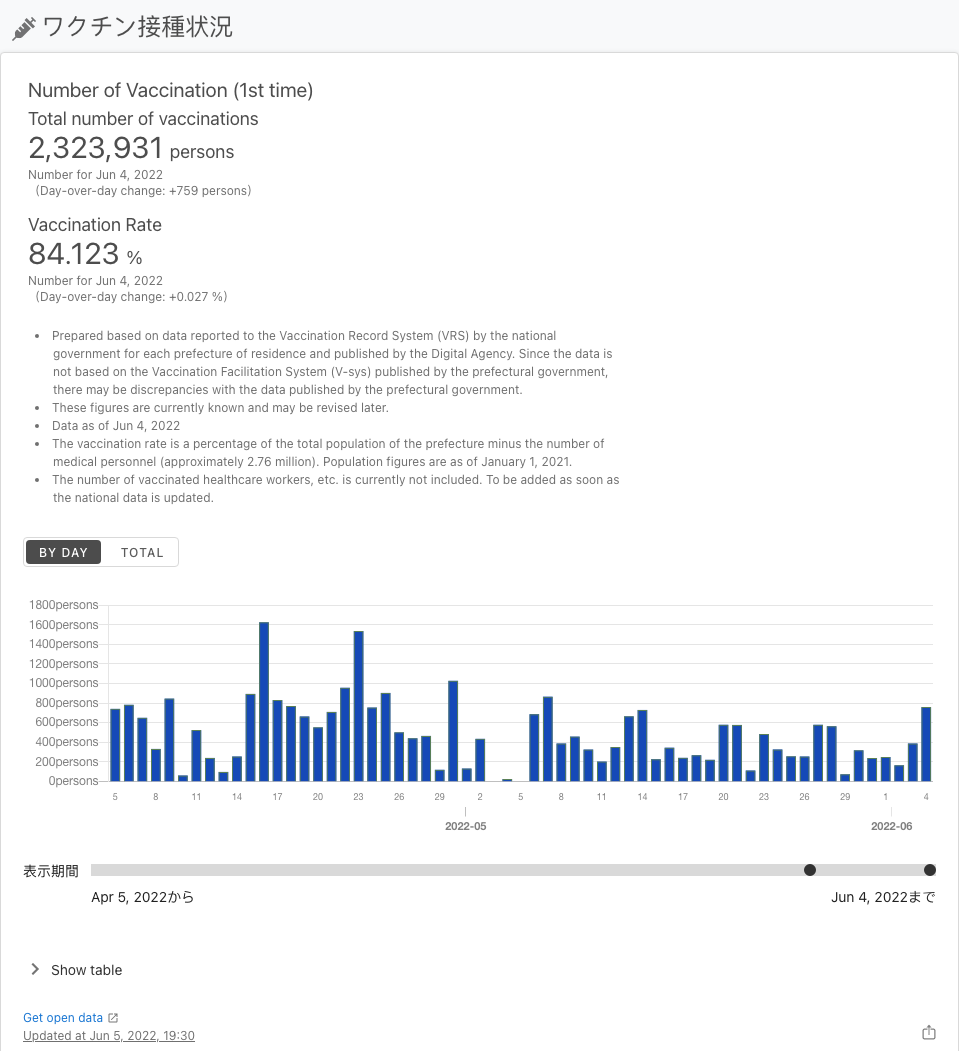 ワクチン接種状況
Number of Vaccination (1st time)
Total number of vaccinations
2,323,931 persons
Number for Jun 4, 2022
(Day-over-day change: +759 persons)
Vaccination Rate
84.123 %
Number for Jun 4, 2022
(Day-over-day change: +0.027 %)
• Prepared based on data reported to the Vaccination Record System (VRS) by the national
government for each prefecture of residence and published by the Digital Agency. Since the data is
not based on the Vaccination Facilitation System (V-sys) published by the prefectural government,
there may be discrepancies with the data published by the prefectural government.
• These figures are currently known and may be revised later.
• Data as of Jun 4, 2022
• The vaccination rate is a percentage of the total population of the prefecture minus the number of
medical personnel (approximately 2.76 million). Population figures are as of January 1, 2021.
• The number of vaccinated healthcare workers, etc. is currently not included. To be added as soon as
the national data is updated.
BY DAY TOTAL
1800persons
1600persons
1400persons
1200persons
1000persons
800persons
600persons
400persons
200persons
0persons
5 8 11 14 17 20 23 26 29 2 5 8 11 14 17 20 23 26 29 1 4
2022-05 2022-06
表示期間
Apr 5, 2022から Jun 4, 2022まで
Show table
Get open data
Updated at Jun 5, 2022, 19:30